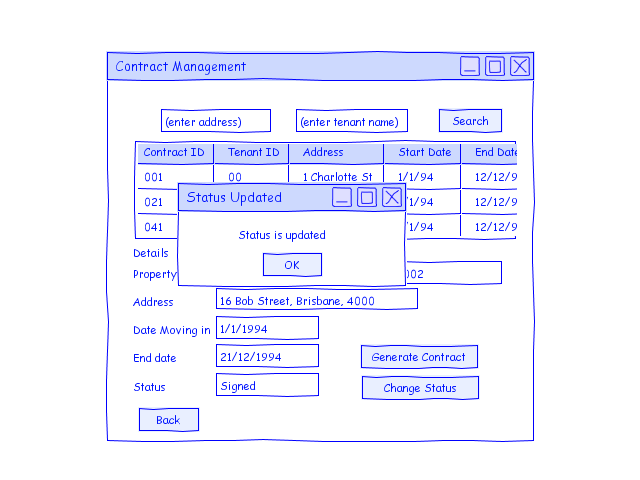 Contract Management
(enter address) (enter tenant name) Search
Contract ID Tenant ID Address Start Date End Date
001 00 1 Charlotte St 1/1/94 12/12/9
021 /1/94 12/12/9
041 /1/94 12/12/9
Status Updated
Status is updated
OK
Details
Property 002
Address 16 Bob Street, Brisbane, 4000
Date Moving in 1/1/1994
End date 21/12/1994 Generate Contract
Status Signed Change Status
Back